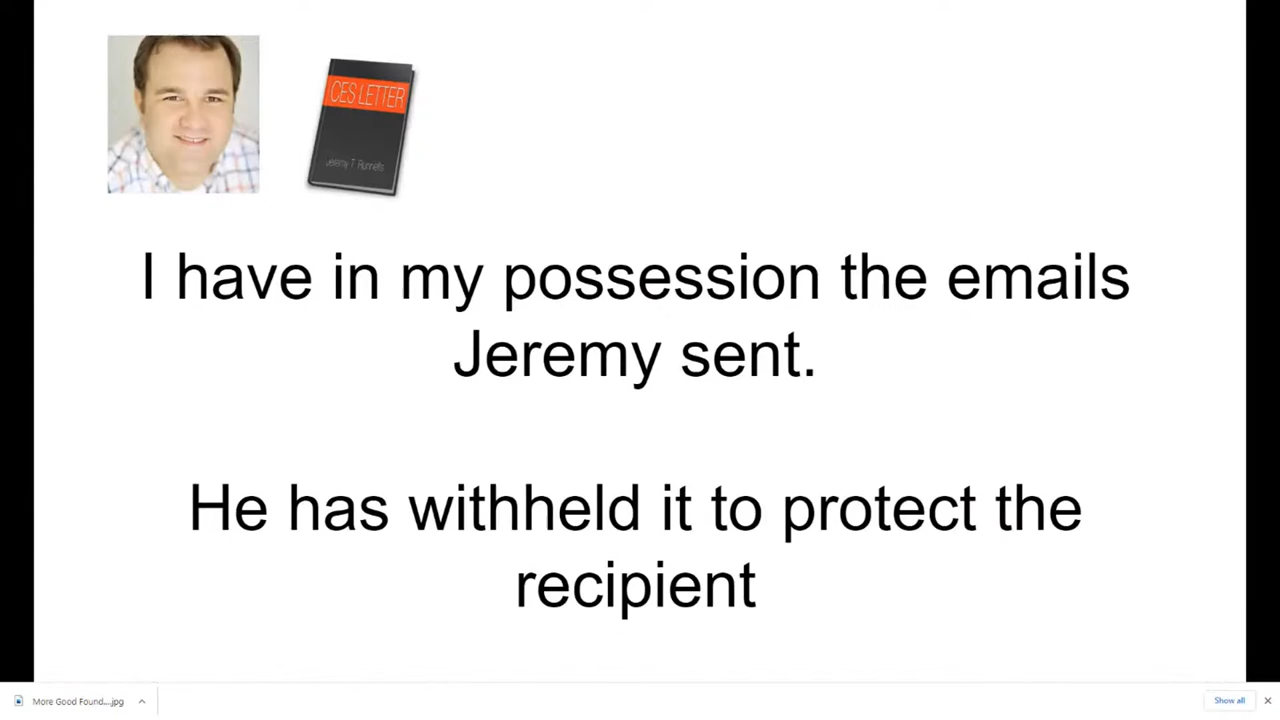 CES LETTER
Jeremy T. Runnells
I have in my possession the emails
Jeremy sent.
He has withheld it to protect the
recipient
More Good Found....jpg
Show all